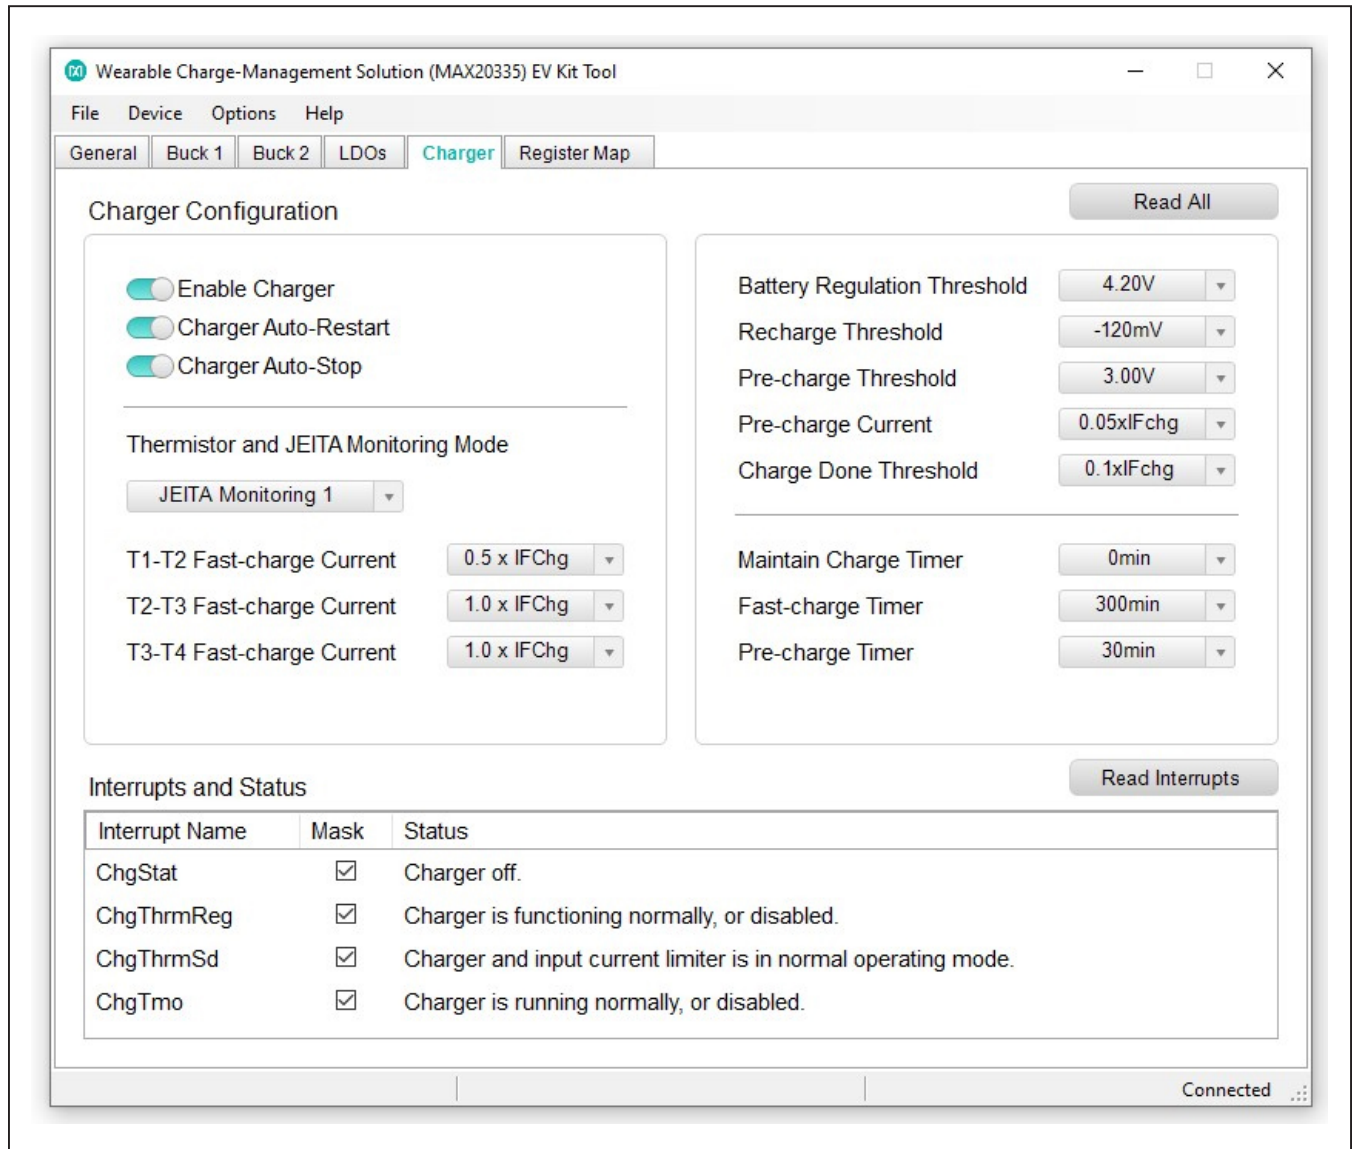 Wearable Charge-Management Solution (MAX20335) EV Kit Tool
File Device Options Help
General Buck 1 Buck 2 LDOs Charger Register Map
Charger Configuration
Read All
Enable Charger
Charger Auto-Restart
Charger Auto-Stop
Thermistor and JEITA Monitoring Mode
JEITA Monitoring 1
T1-T2 Fast-charge Current 0.5 x IFChg
T2-T3 Fast-charge Current 1.0 x IFChg
T3-T4 Fast-charge Current 1.0 x IFChg
Battery Regulation Threshold 4.20V
Recharge Threshold -120mV
Pre-charge Threshold 3.00V
Pre-charge Current 0.05xIFchg
Charge Done Threshold 0.1xIFchg
Maintain Charge Timer 0min
Fast-charge Timer 300min
Pre-charge Timer 30min
Interrupts and Status
Read Interrupts
Interrupt Name Mask Status
ChgStat Charger off.
ChgThrmReg Charger is functioning normally, or disabled.
ChgThrmSd Charger and input current limiter is in normal operating mode.
ChgTmo Charger is running normally, or disabled.
Connected